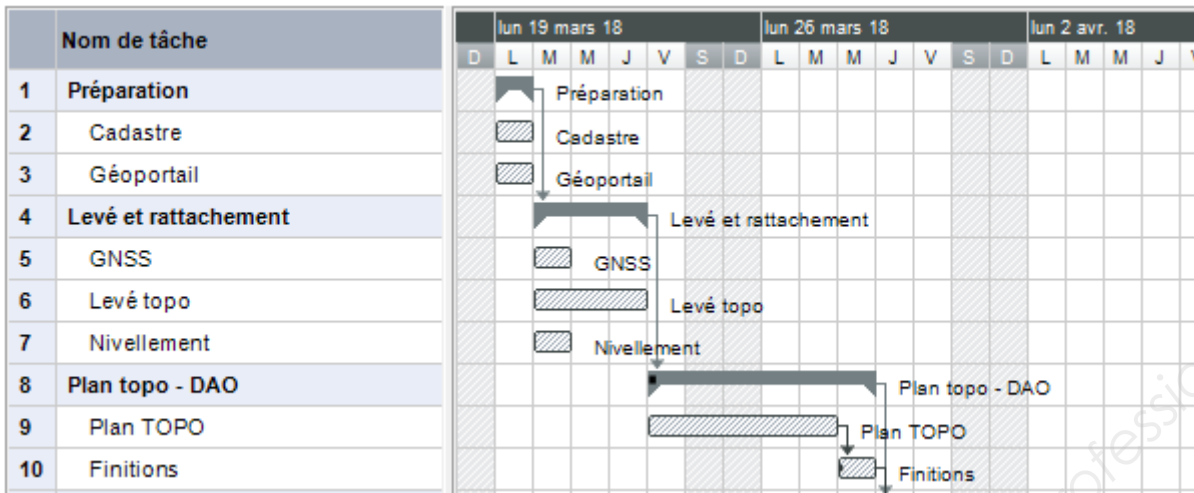 Nom de tâche
lun 19 mars 18 lun 26 mars 18 lun 2 avr. 18
D L M M J V S D L M M J V S D L M M J
1 Préparation Préparation
2 Cadastre Cadastre
3 Géoportail Géoportail
4 Levé et rattachement Levé et rattachement
5 GNSS GNSS
6 Levé topo Levé topo
7 Nivellement Nivellement
8 Plan topo - DAO Plan topo - DAO
9 Plan TOPO Plan TOPO
10 Finitions Finitions